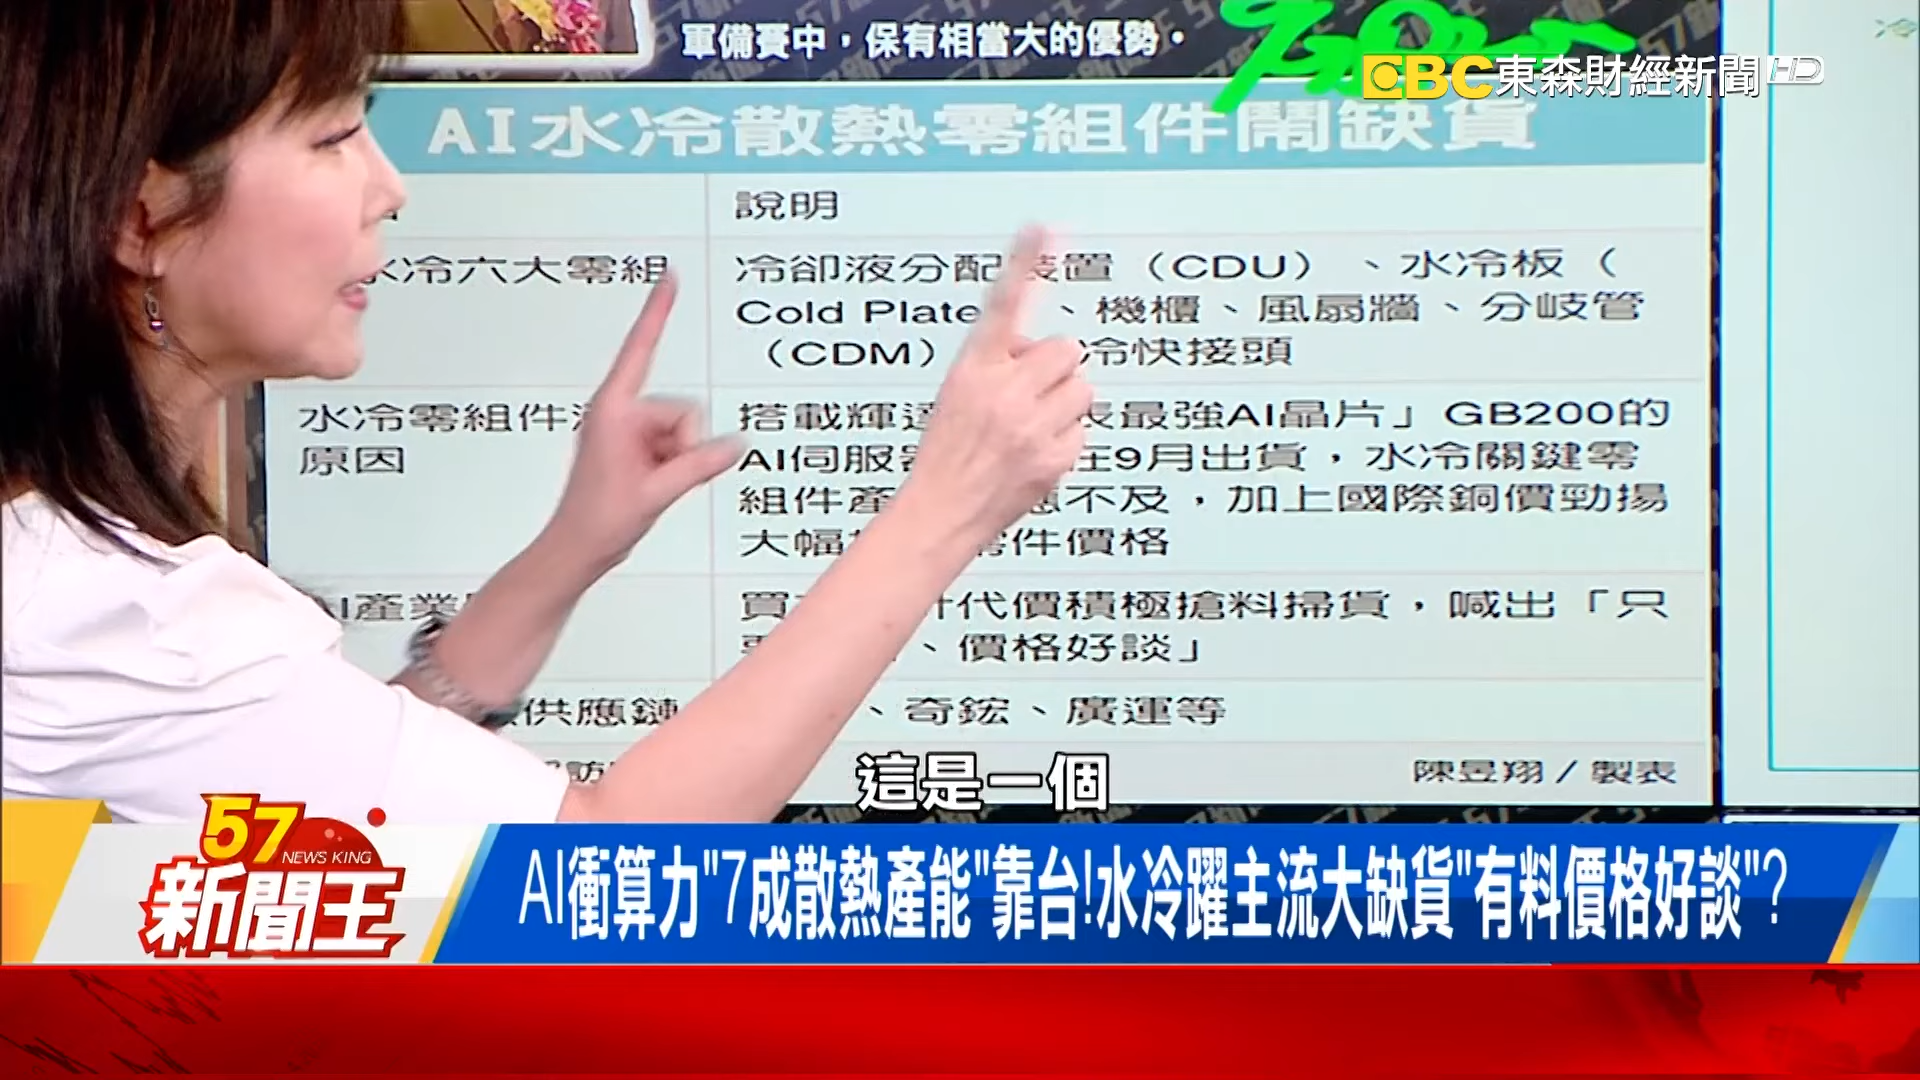 軍備賽中，保有相當大的優勢。
EBC東森財經新聞HD
AI水冷散熱零組件鬧缺貨
說明
水冷六大零組
冷卻液分配裝置（CDU）、水冷板（
Cold Plate 、機櫃、風扇牆、分岐管
（CDM） 冷快接頭
水冷零組件
原因
搭載輝達 最強AI晶片」GB200的
AI伺服器 在9月出貨，水冷關鍵零
組件產 應不及，加上國際銅價勁揚
大幅 零件價格
AI產業
買 計代價積極搶料掃貨，喊出「只
、價格好談」
供應鏈
、奇鋐、廣運等
陳昱翔／製表
這是一個
57
NEWS KING
新聞王
AI衝算力"7成散熱產能"靠台!水冷躍主流大缺貨"有料價格好談"?